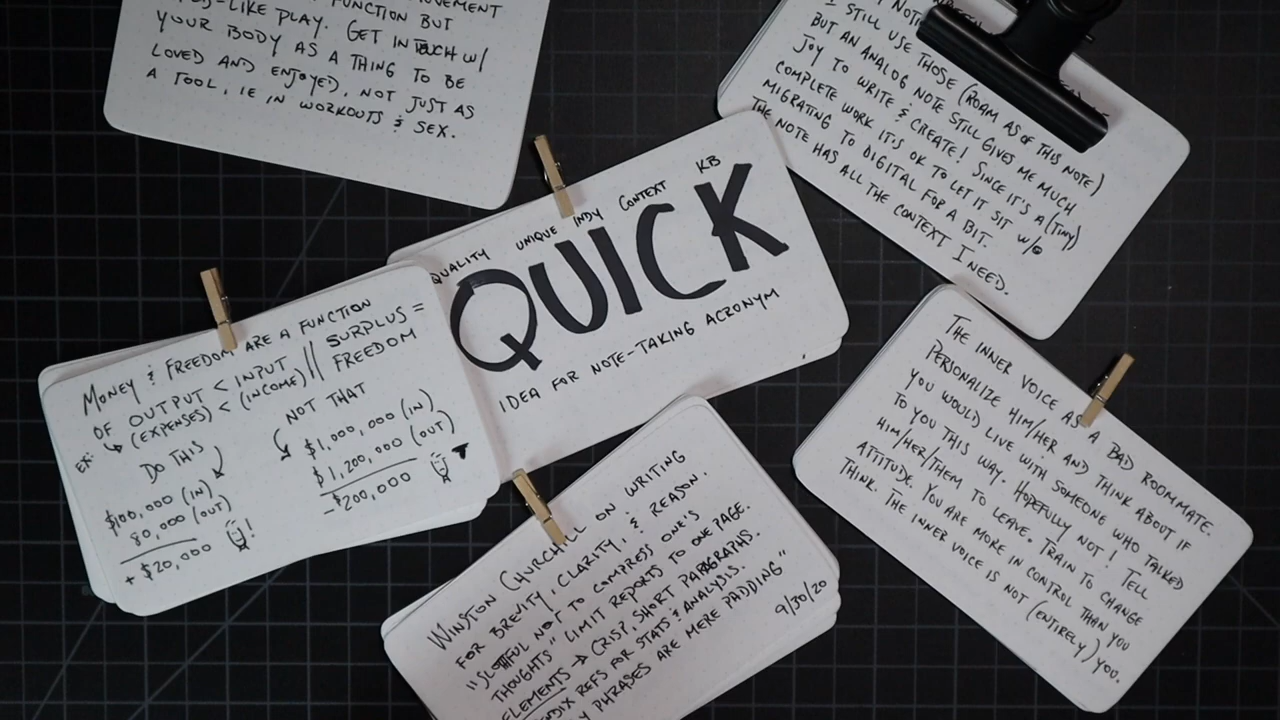 MOVEMENT
FUNCTION BUT
-LIKE PLAY. GET IN TOUCH W/
YOUR BODY AS A THING TO BE
LOVED AND ENJOYED, NOT JUST AS
A TOOL, IE IN WORKOUTS & SEX.
I STILL USE THOSE (ROAM AS OF THIS NOTE)
BUT AN ANALOG NOTE STILL GIVES ME MUCH
JOY TO WRITE & CREATE! SINCE IT'S A (TINY)
COMPLETE WORK IT'S OK TO LET IT SIT W/O
MIGRATING TO DIGITAL FOR A BIT.
THE NOTE HAS ALL THE CONTEXT I NEED.
QUALITY UNIQUE INDY CONTEXT KB
QUICK
IDEA FOR NOTE-TAKING ACRONYM
MONEY & FREEDOM ARE A FUNCTION
OF OUTPUT < INPUT || SURPLUS =
(EXPENSES) < (INCOME) || FREEDOM
EX:
DO THIS
$100,000 (IN)
80,000 (OUT)
+ $20,000
NOT THAT
$1,000,000 (IN)
$1,200,000 (OUT)
-$200,000
WINSTON CHURCHILL ON WRITING
FOR BREVITY, CLARITY, & REASON.
"SLOTHFUL NOT TO COMPRESS ONE'S
THOUGHTS" LIMIT REPORTS TO ONE PAGE.
ELEMENTS → CRISP, SHORT PARAGRAPHS.
REFS FOR STATS & ANALYSIS.
PHRASES ARE MERE PADDING"
9/30/20
THE INNER VOICE AS A BAD ROOMMATE.
PERSONALIZE HIM/HER AND THINK ABOUT IF
YOU WOULD LIVE WITH SOMEONE WHO TALKED
TO YOU THIS WAY. HOPEFULLY NOT! TELL
HIM/HER/THEM TO LEAVE. TRAIN TO CHANGE
ATTITUDE. YOU ARE MORE IN CONTROL THAN YOU
THINK. THE INNER VOICE IS NOT (ENTIRELY) YOU.